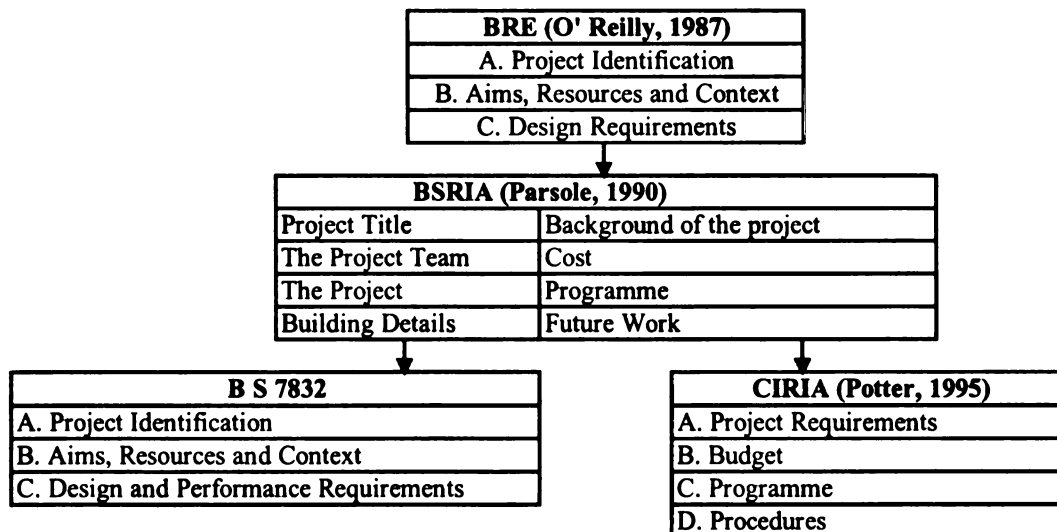 BRE (O' Reilly, 1987)
A. Project Identification
B. Aims, Resources and Context
C. Design Requirements
BSRIA (Parsole, 1990)
Project Title Background of the project
The Project Team Cost
The Project Programme
Building Details Future Work
B S 7832
A. Project Identification
B. Aims, Resources and Context
C. Design and Performance Requirements
CIRIA (Potter, 1995)
A. Project Requirements
B. Budget
C. Programme
D. Procedures